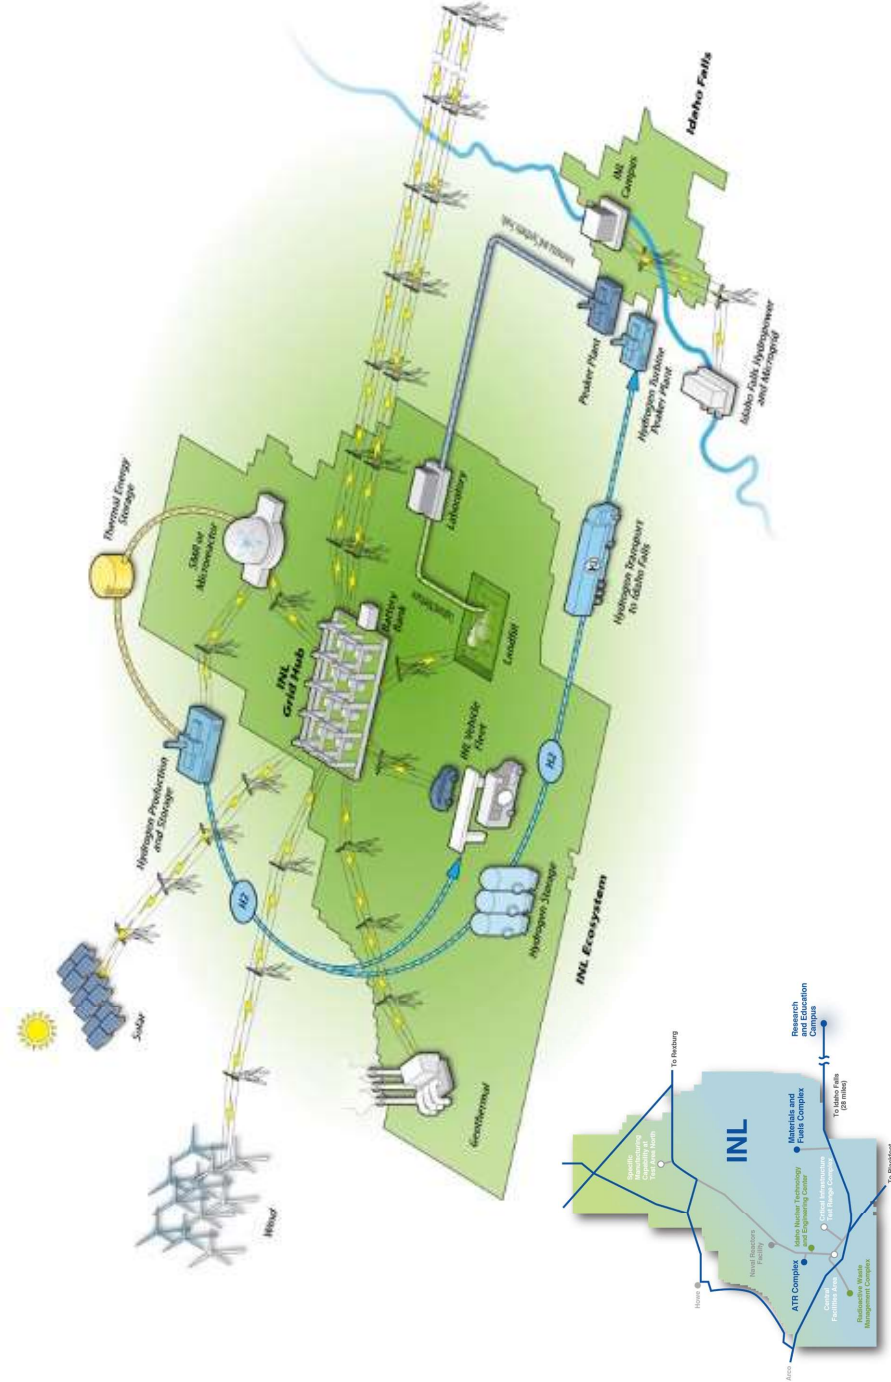 Wind
Solar
Geothermal
Hydrogen Production
and Storage
H2
Thermal Energy
Storage
SMR or
Microreactor
INL
Grid Hub
Battery
Bank
INL Vehicle
Fleet
Landfill
Laboratory
Hydrogen Storage
H2
Hydrogen Transport
to Idaho Falls
Peaker Plant
Hydrogen Turbine
Peaker Plant
INL
Campus
Idaho Falls
Idaho Falls Hydropower
and Microgrid
INL Ecosystem
INL
To Rexburg
Specific
Manufacturing
Capability at
Test Area North
Naval Reactors
Facility
Howe
Arco
ATR Complex
Idaho Nuclear Technology
and Engineering Center
Central
Facilities Area
Critical Infrastructure
Test Range Complex
Radioactive Waste
Management Complex
Materials and
Fuels Complex
To Idaho Falls
(28 miles)
Research
and Education
Campus